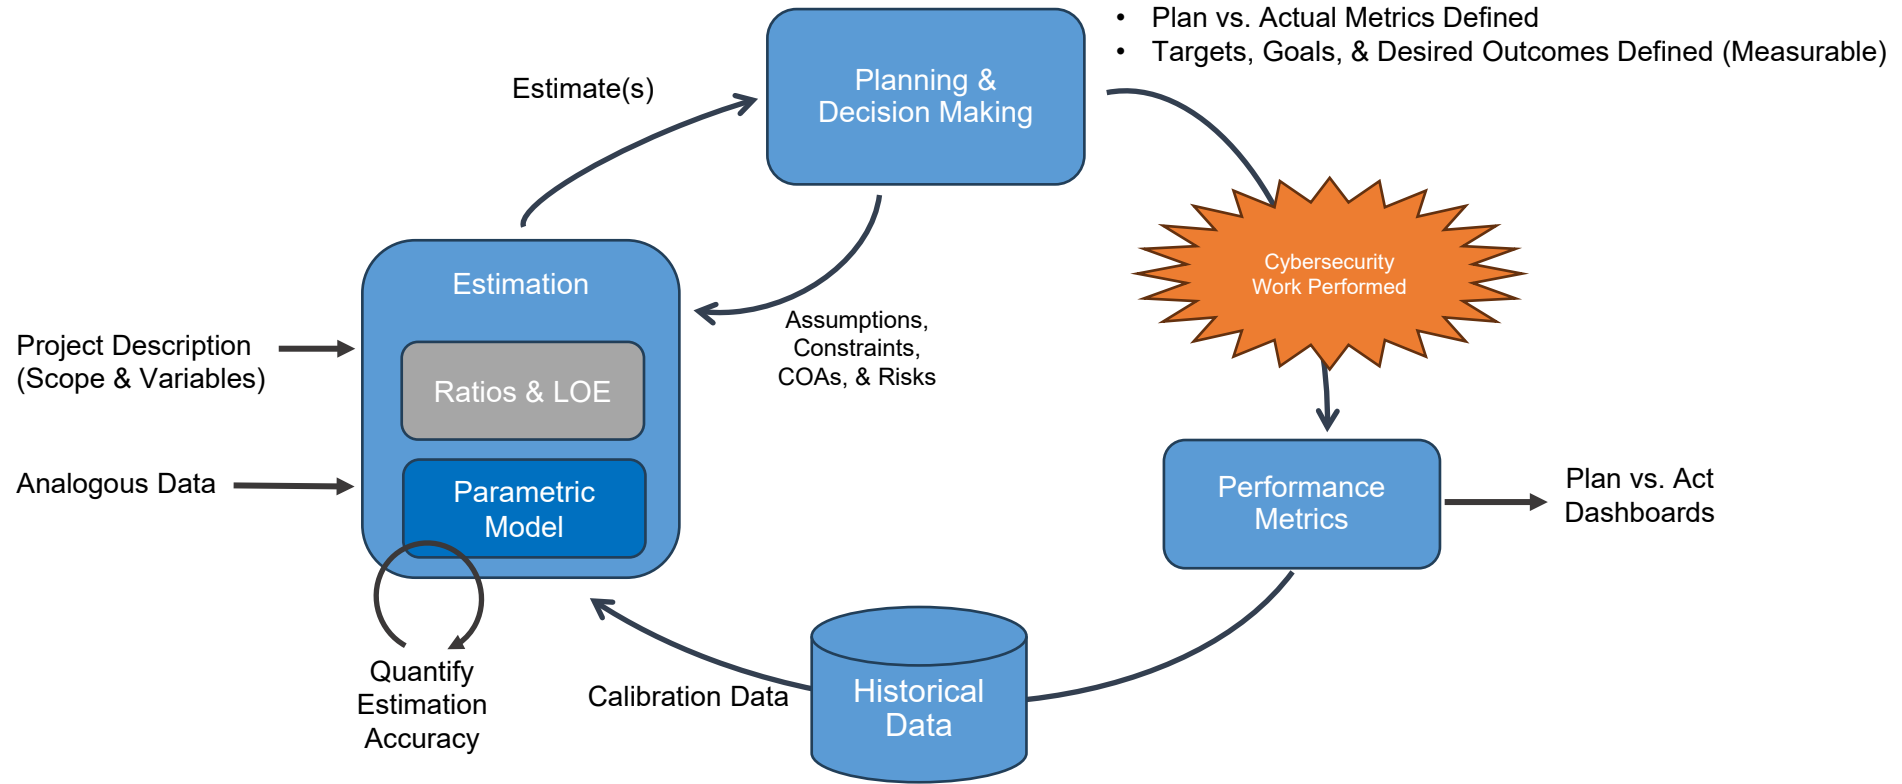 • Plan vs. Actual Metrics Defined
• Targets, Goals, & Desired Outcomes Defined (Measurable)
Planning &
Decision Making
Estimate(s)
Cybersecurity
Work Performed
Estimation
Assumptions,
Constraints,
COAs, & Risks
Project Description
(Scope & Variables)
Ratios & LOE
Analogous Data
Parametric
Model
Performance
Metrics
Plan vs. Act
Dashboards
Quantify
Estimation
Accuracy
Calibration Data
Historical
Data